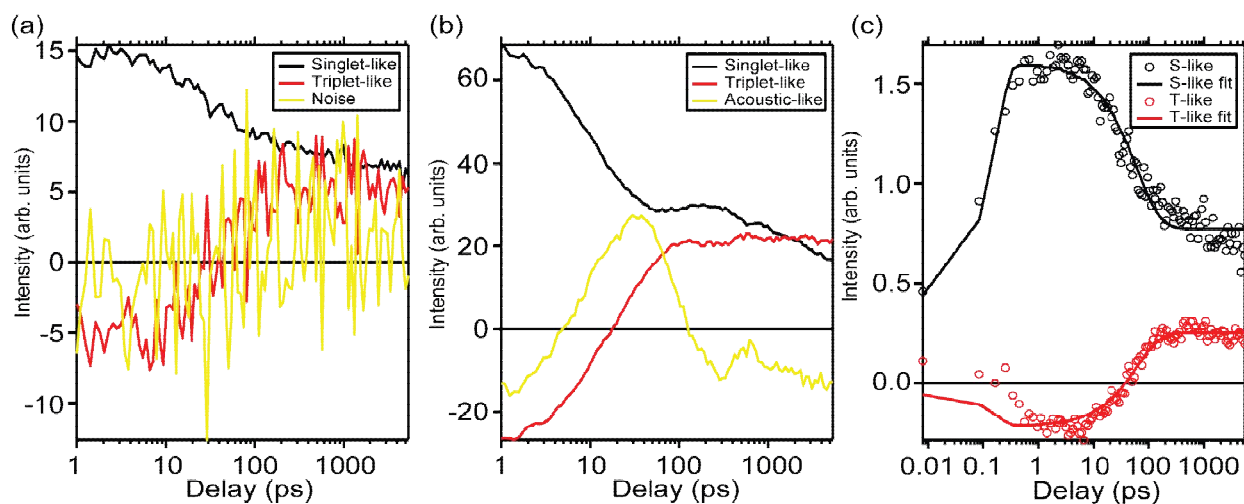 (a)
Singlet-like
Triplet-like
Noise
15
10
5
0
-5
-10
Intensity (arb. units)
1
10
100
1000
Delay (ps)
(b)
Singlet-like
Triplet-like
Acoustic-like
60
40
20
0
-20
Intensity (arb. units)
1
10
100
1000
Delay (ps)
(c)
S-like
S-like fit
T-like
T-like fit
1.5
1.0
0.5
0.0
Intensity (arb. units)
0.01
0.1
1
10
100
1000
Delay (ps)